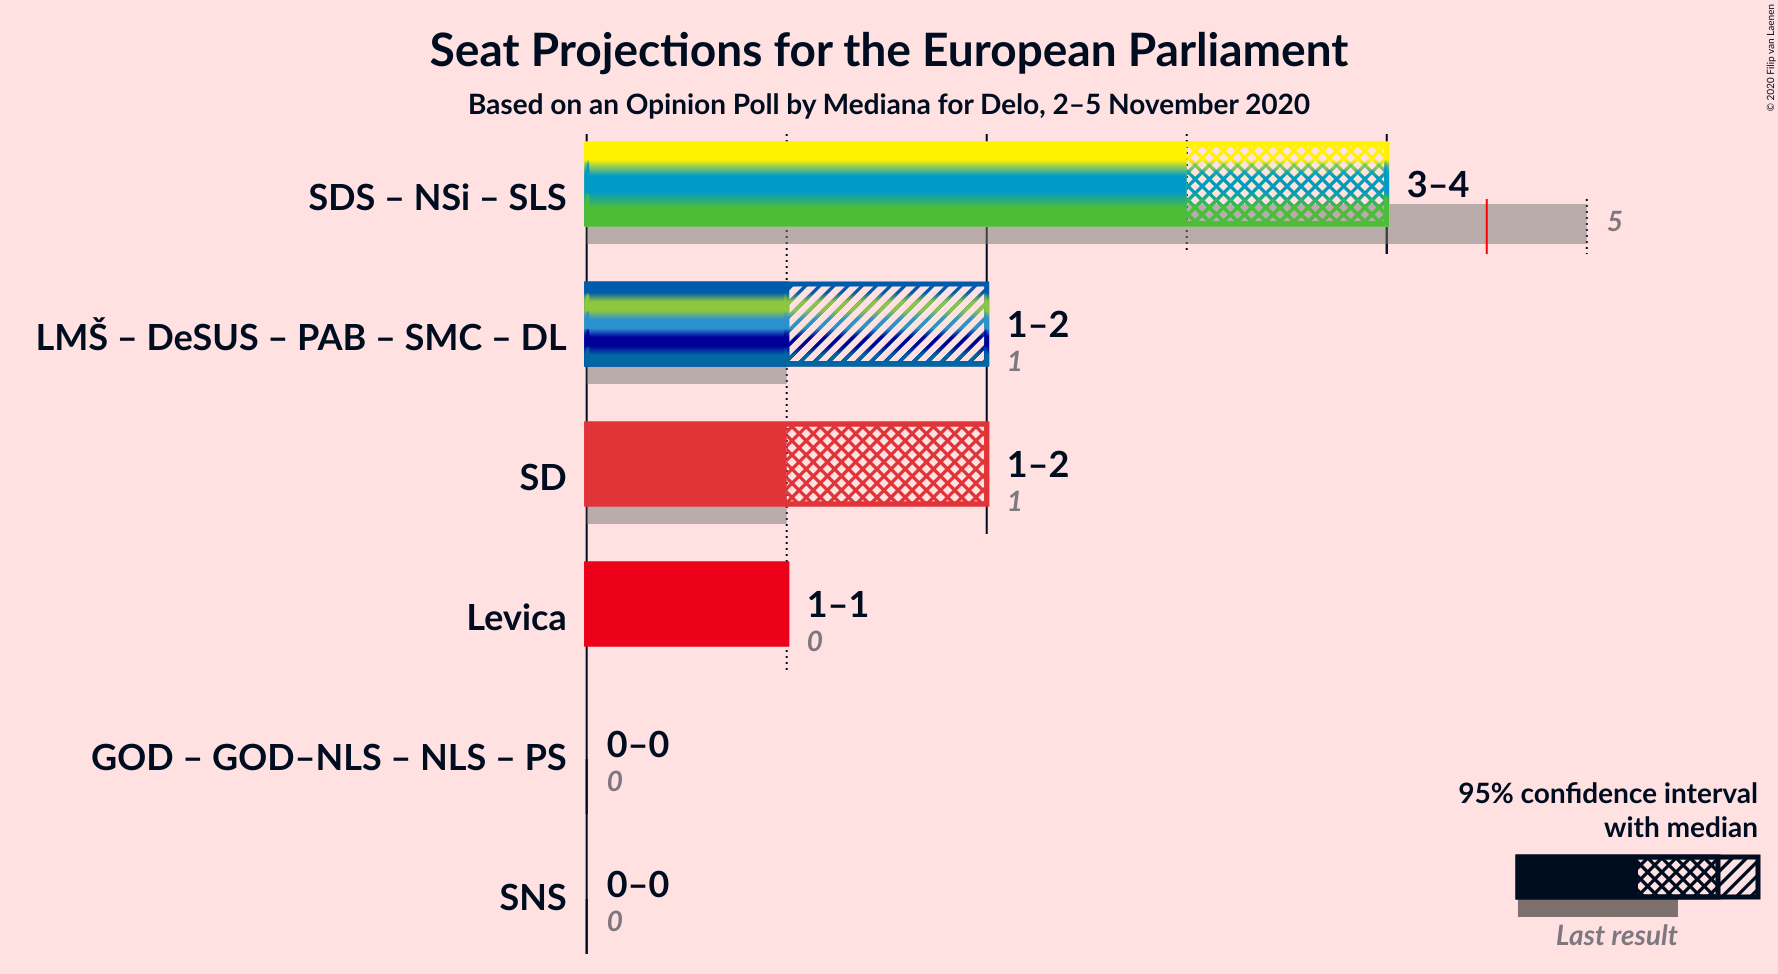 Seat Projections for the European Parliament
Based on an Opinion Poll by Mediana for Delo, 2–5 November 2020
© 2020 Filip van Laenen
SDS – NSi – SLS
3–4
5
LMŠ – DeSUS – PAB – SMC – DL
1–2
1
SD
1–2
1
Levica
1–1
0
GOD – GOD–NLS – NLS – PS
0–0
0
SNS
0–0
0
95% confidence interval
with median
Last result